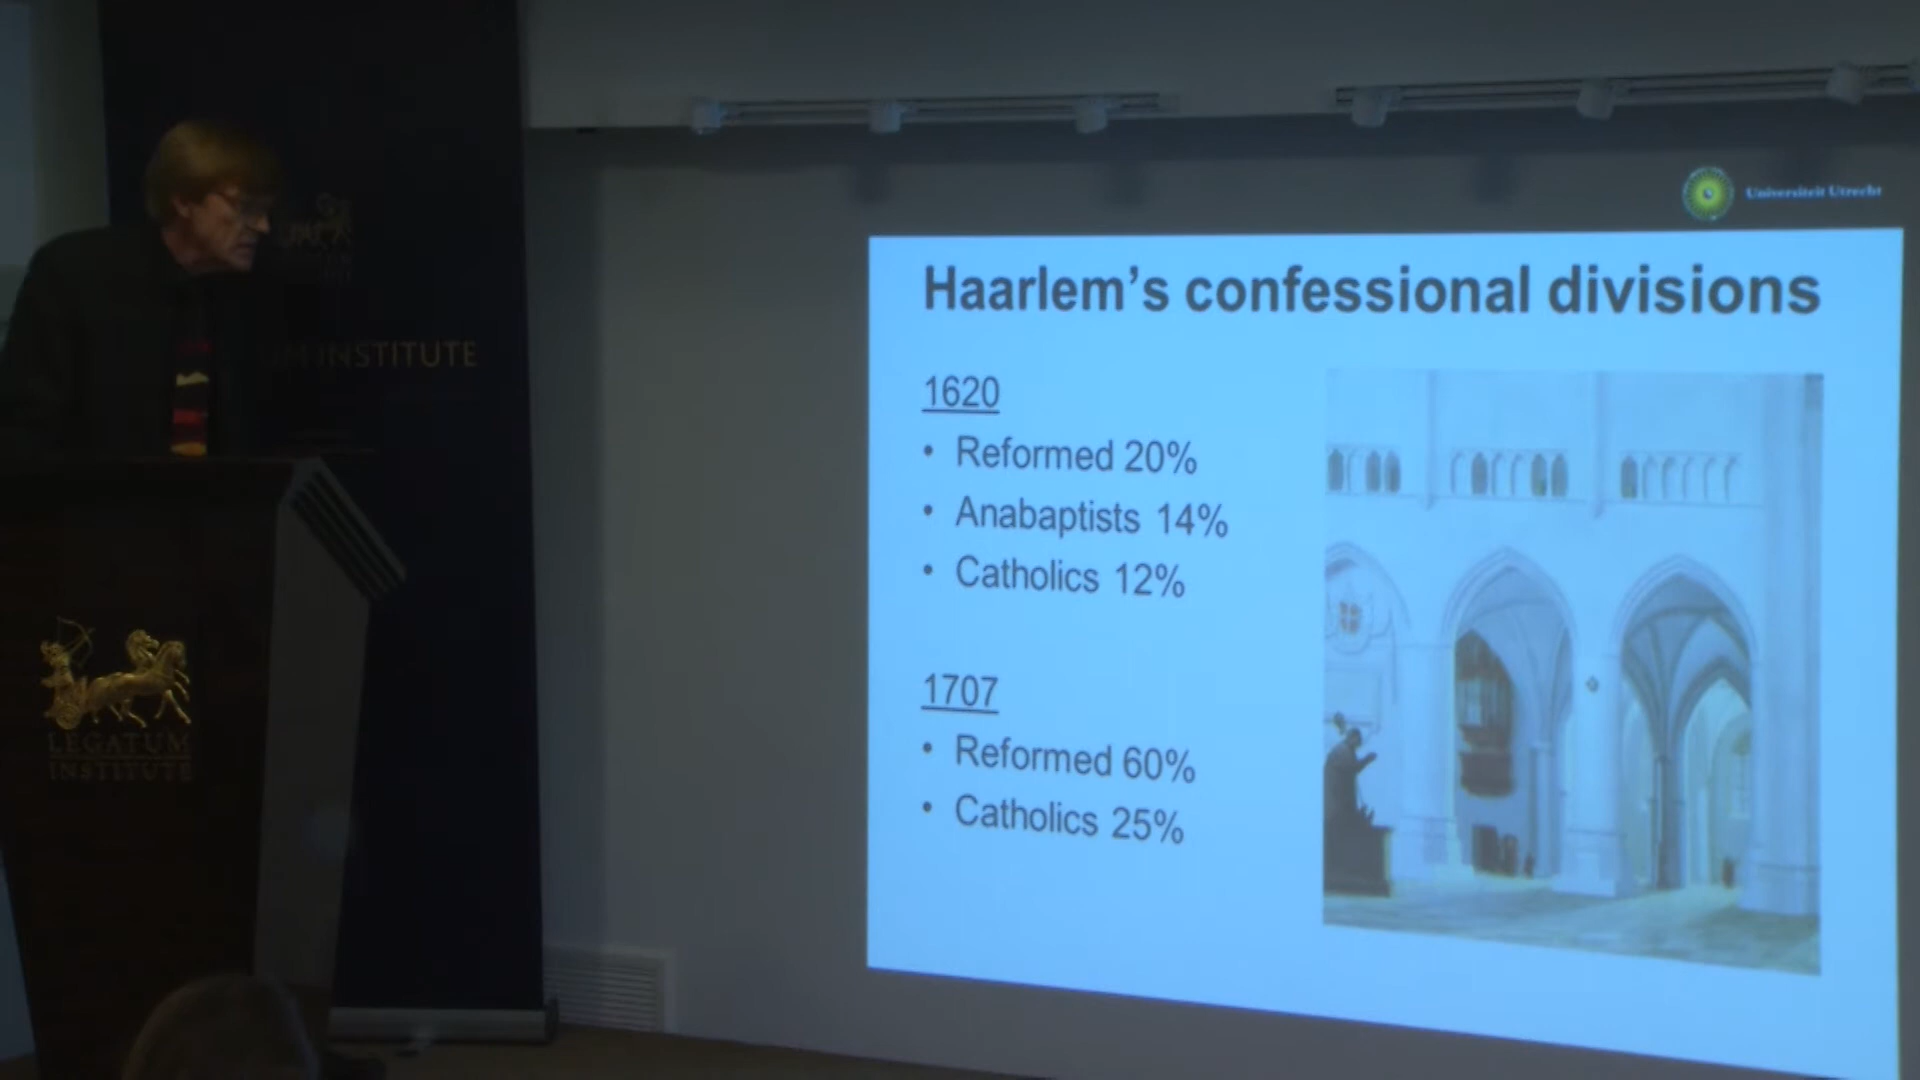 INSTITUTE
LEGATUM
INSTITUTE
Universiteit Utrecht
Haarlem’s confessional divisions
1620
• Reformed 20%
• Anabaptists 14%
• Catholics 12%
1707
• Reformed 60%
• Catholics 25%